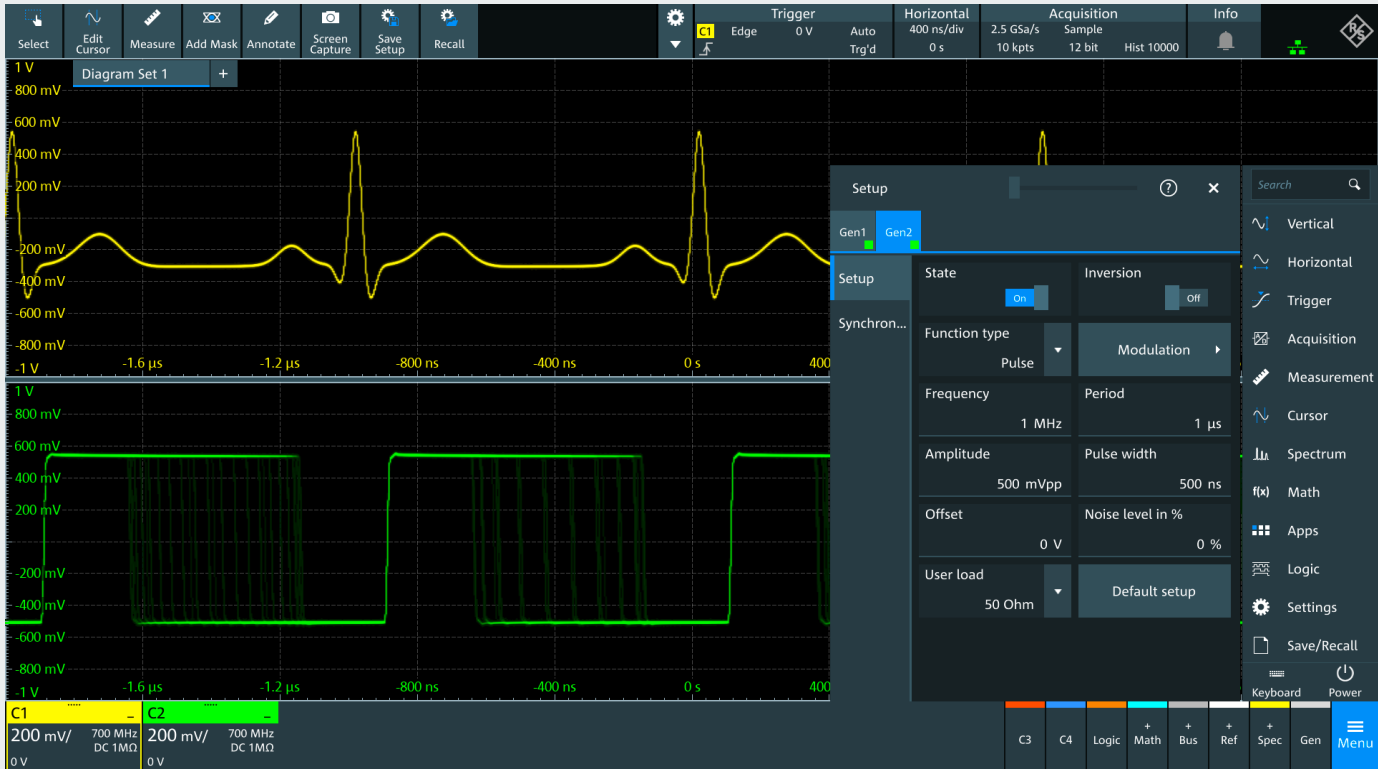 Select
Edit
Cursor
Measure
Add Mask
Annotate
Screen
Capture
Save
Setup
Recall
C1
Trigger
Edge
0 V
Auto
Trg'd
Horizontal
400 ns/div
0 s
Acquisition
2.5 GSa/s
Sample
10 kpts
12 bit
Hist 10000
Info
R&S
Diagram Set 1
+
1 V
800 mV
600 mV
400 mV
200 mV
-200 mV
-400 mV
-600 mV
-800 mV
-1 V
-1.6 µs
-1.2 µs
-800 ns
-400 ns
0 s
400
1 V
800 mV
600 mV
400 mV
200 mV
-200 mV
-400 mV
-600 mV
-800 mV
-1 V
-1.6 µs
-1.2 µs
-800 ns
-400 ns
0 s
400
Setup
?
×
Gen1
Gen2
Setup
Synchron...
State
On
Inversion
Off
Function type
Pulse
Modulation
Frequency
1 MHz
Period
1 µs
Amplitude
500 mVpp
Pulse width
500 ns
Offset
0 V
Noise level in %
0 %
User load
50 Ohm
Default setup
Search
Vertical
Horizontal
Trigger
Acquisition
Measurement
Cursor
Spectrum
f(x) Math
Apps
Logic
Settings
Save/Recall
Keyboard
Power
C1
200 mV/
700 MHz
DC 1MΩ
0 V
C2
200 mV/
700 MHz
DC 1MΩ
0 V
C3
C4
Logic
+
Math
+
Bus
+
Ref
+
Spec
Gen
Menu